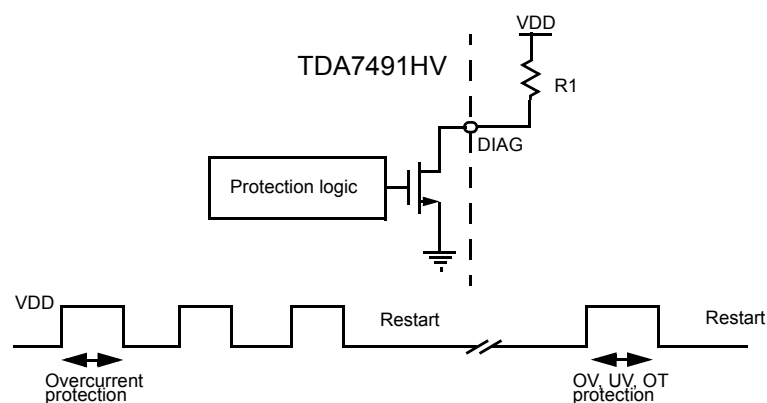 VDD
TDA7491HV
R1
DIAG
Protection logic
VDD
Restart
Restart
Overcurrent
protection
OV, UV, OT
protection